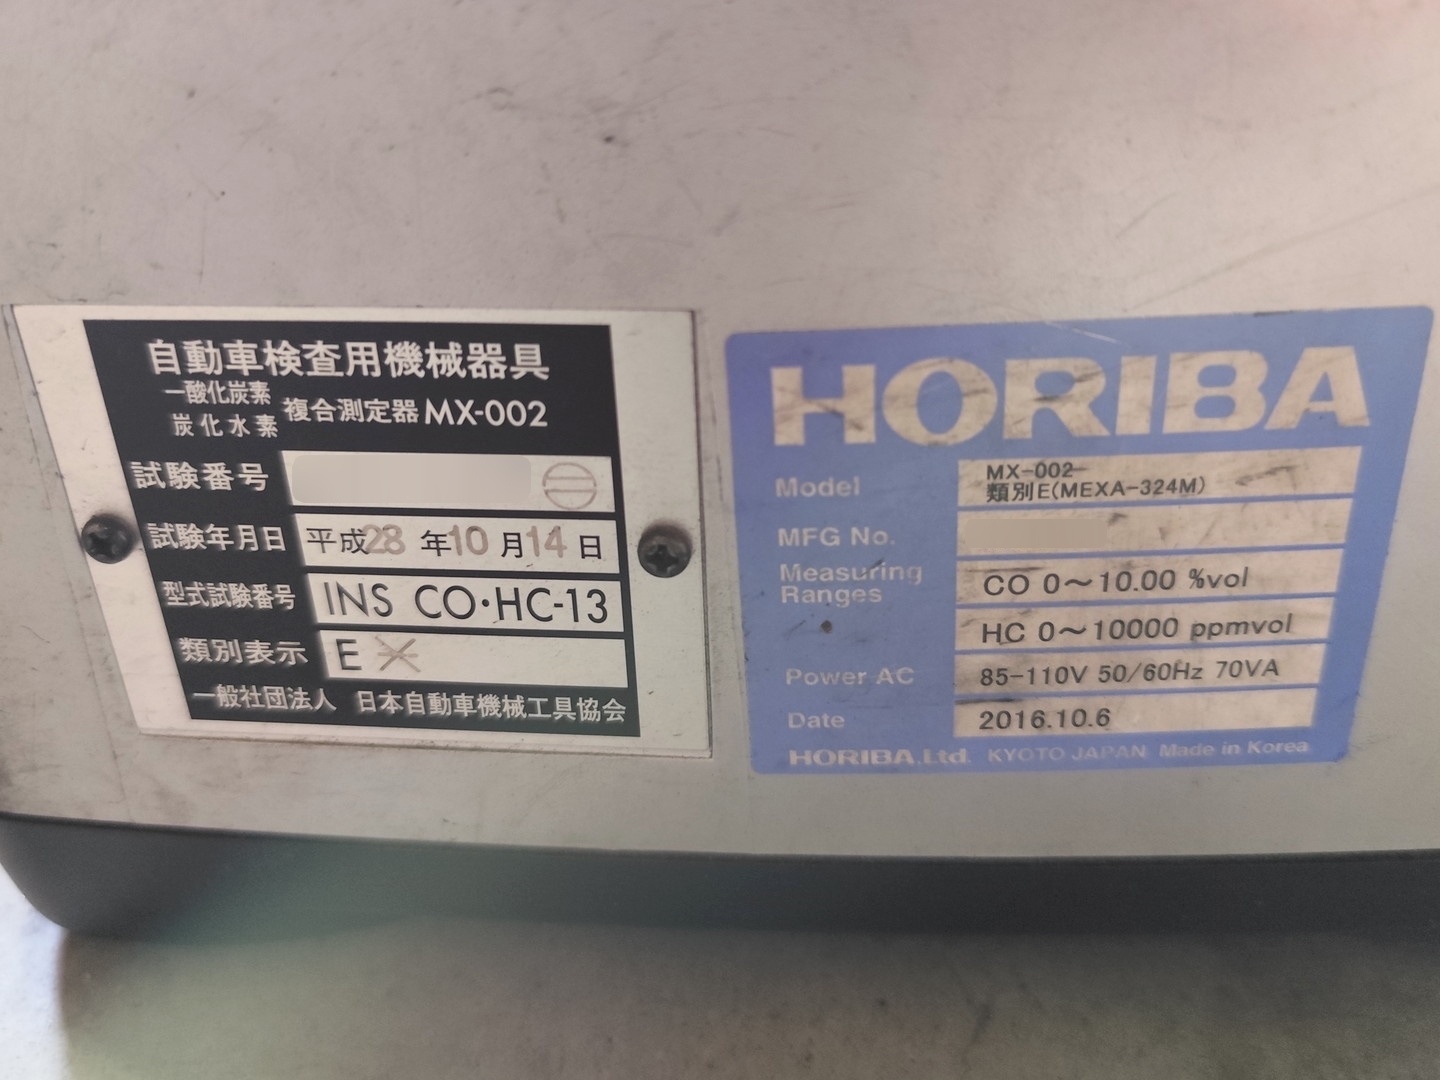 自動車検査用機械器具
一酸化炭素
炭化水素
複合測定器 MX-002
試験番号
試験年月日 平成28年10月14日
型式試験番号 INS CO・HC-13
類別表示 E
一般社団法人 日本自動車機械工具協会
HORIBA
Model MX-002
類別E(MEXA-324M)
MFG No.
Measuring
Ranges
CO 0～10.00 %vol
HC 0～10000 ppmvol
Power AC 85-110V 50/60Hz 70VA
Date 2016.10.6
HORIBA,Ltd. KYOTO JAPAN Made in Korea